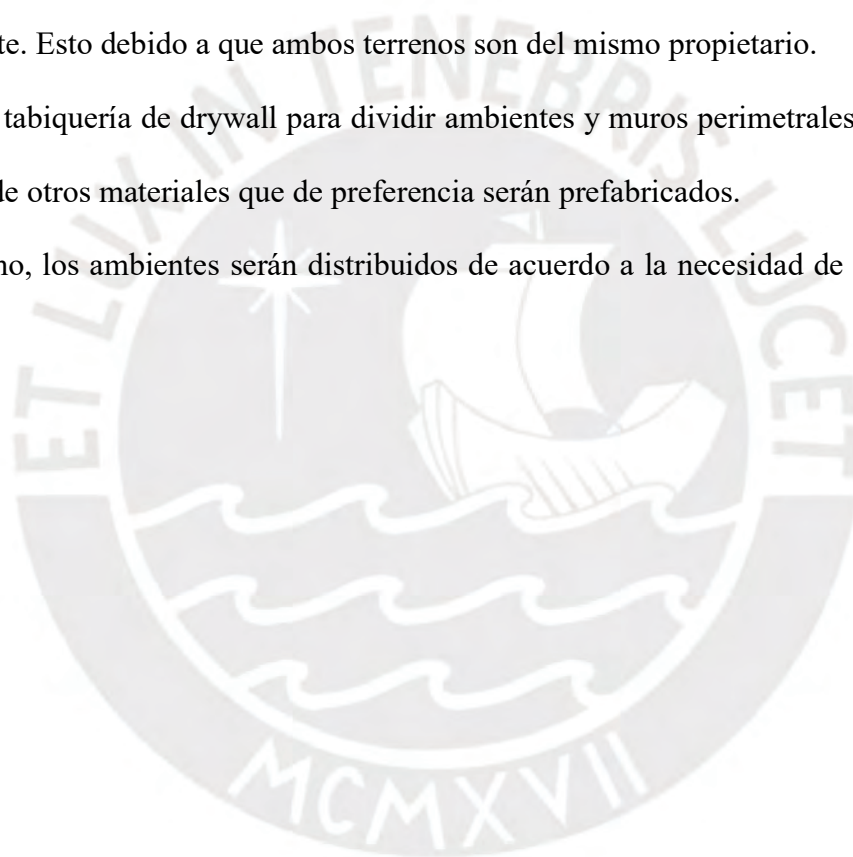 te. Esto debido a que ambos terrenos son del mismo propietario.
tabiquería de drywall para dividir ambientes y muros perimetrales
de otros materiales que de preferencia serán prefabricados.
no, los ambientes serán distribuidos de acuerdo a la necesidad de
ET LUX IN TENEBRIS LUCET
MCMXVII